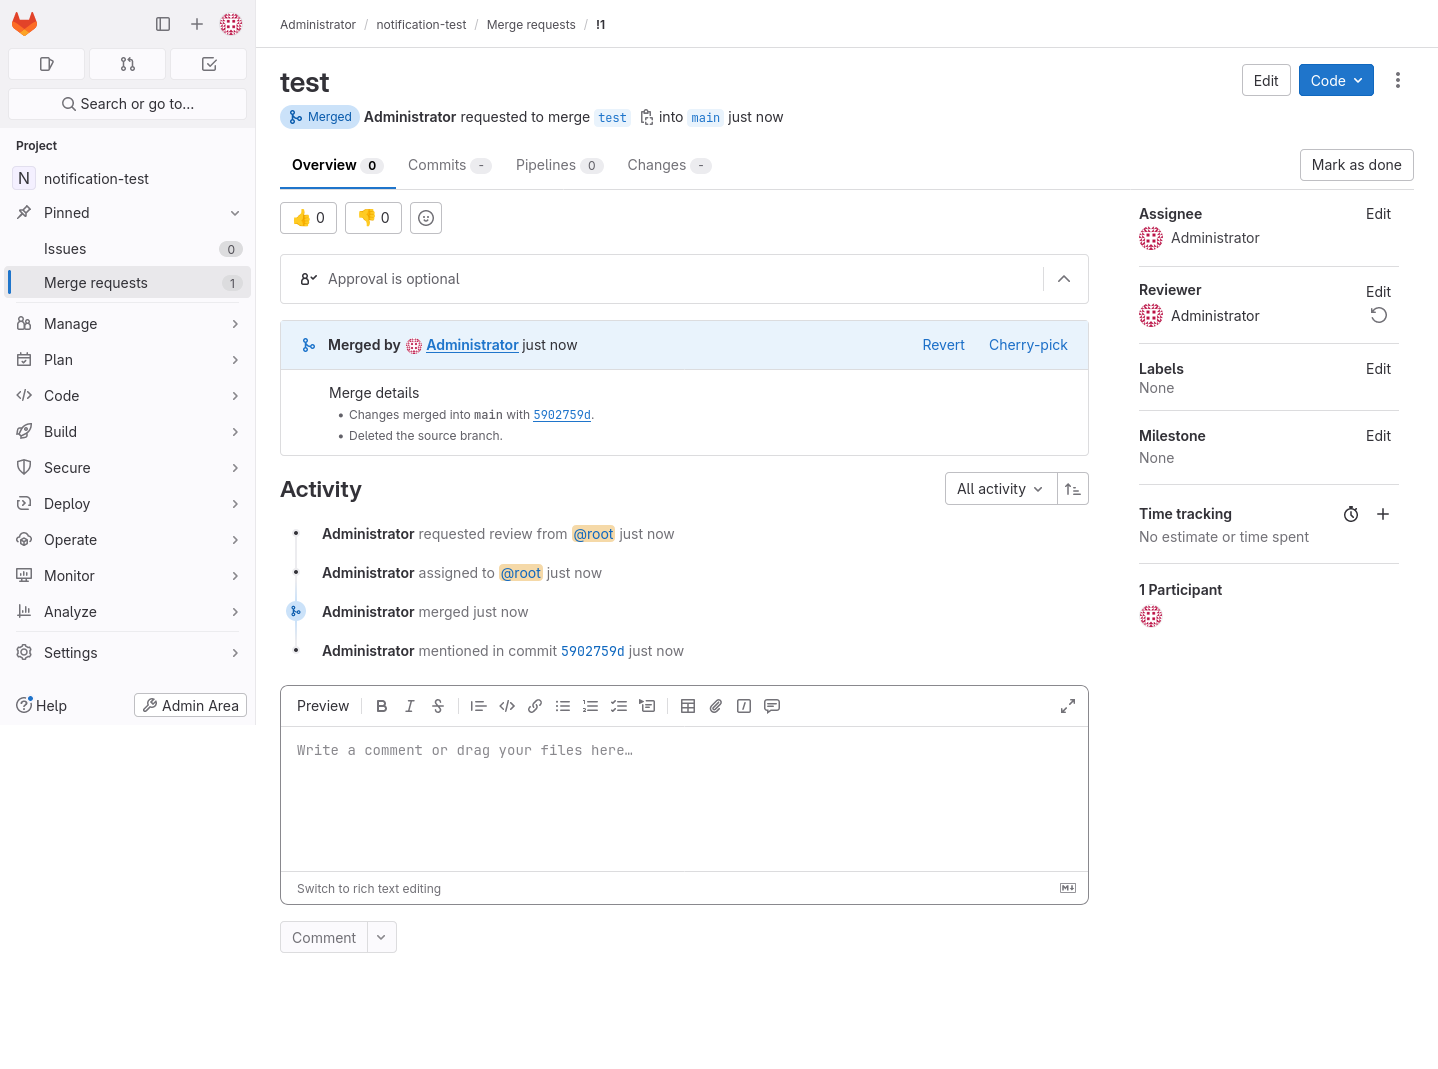 Administrator / notification-test / Merge requests / !1
Search or go to...
Project
N notification-test
Pinned
Issues 0
Merge requests 1
Manage
Plan
Code
Build
Secure
Deploy
Operate
Monitor
Analyze
Settings
Help
Admin Area
test
Edit
Code
Merged Administrator requested to merge test into main just now
Overview 0 Commits - Pipelines 0 Changes -
Mark as done
👍 0 👎 0
Approval is optional
Merged by Administrator just now
Revert Cherry-pick
Merge details
• Changes merged into main with 5902759d.
• Deleted the source branch.
Activity
All activity
Administrator requested review from @root just now
Administrator assigned to @root just now
Administrator merged just now
Administrator mentioned in commit 5902759d just now
Preview
Write a comment or drag your files here…
Switch to rich text editing
Comment
Assignee Edit
Administrator
Reviewer Edit
Administrator
Labels Edit
None
Milestone Edit
None
Time tracking
No estimate or time spent
1 Participant